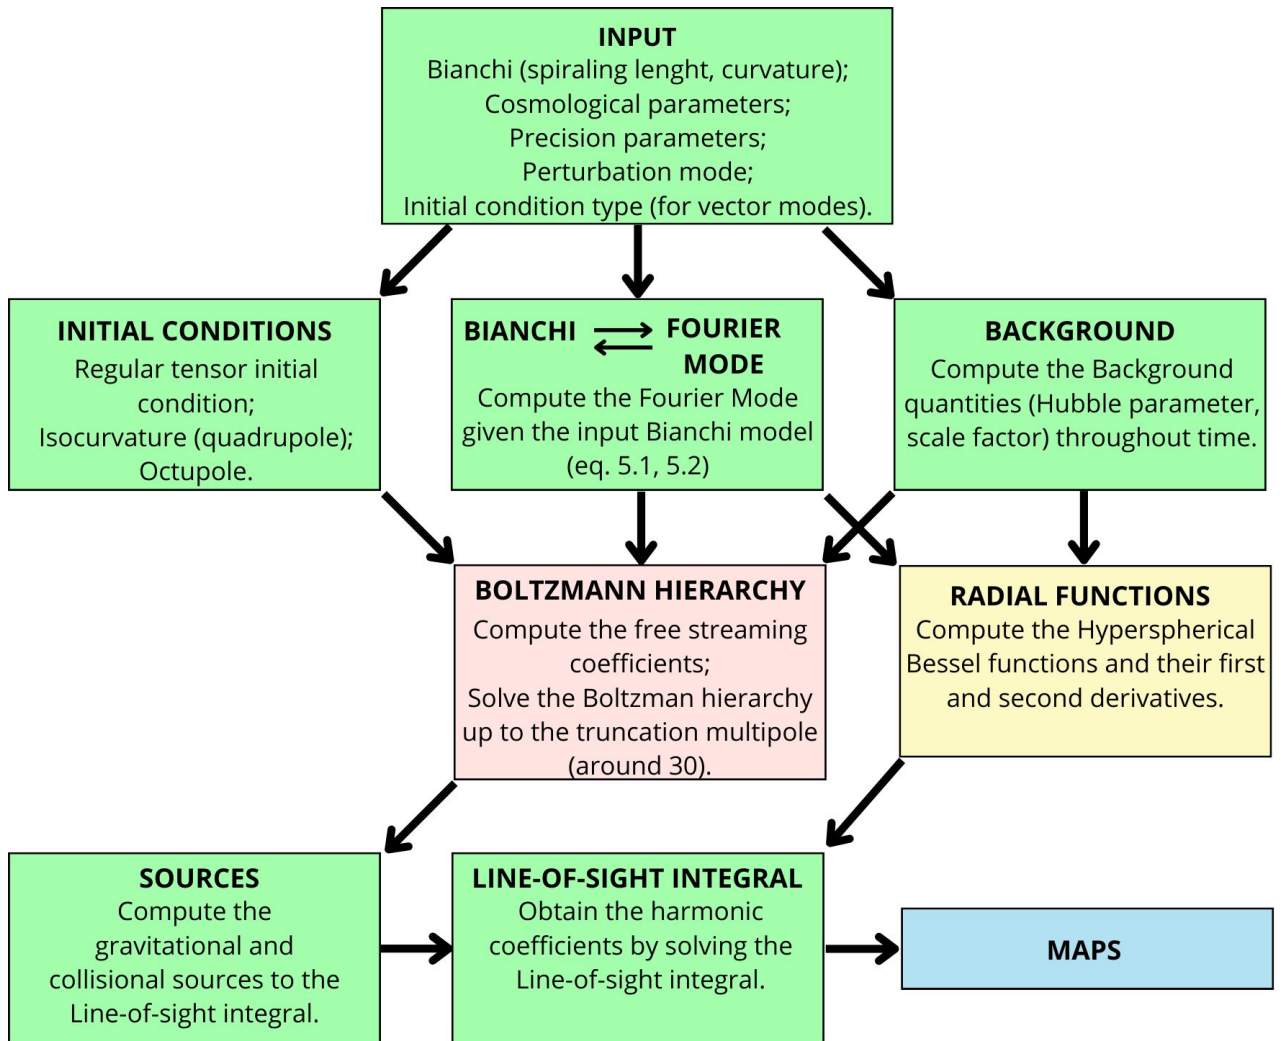 INPUT
Bianchi (spiraling lenght, curvature);
Cosmological parameters;
Precision parameters;
Perturbation mode;
Initial condition type (for vector modes).
INITIAL CONDITIONS
Regular tensor initial
condition;
Isocurvature (quadrupole);
Octupole.
BIANCHI FOURIER
MODE
Compute the Fourier Mode
given the input Bianchi model
(eq. 5.1, 5.2)
BACKGROUND
Compute the Background
quantities (Hubble parameter,
scale factor) throughout time.
BOLTZMANN HIERARCHY
Compute the free streaming
coefficients;
Solve the Boltzman hierarchy
up to the truncation multipole
(around 30).
RADIAL FUNCTIONS
Compute the Hyperspherical
Bessel functions and their first
and second derivatives.
SOURCES
Compute the
gravitational and
collisional sources to the
Line-of-sight integral.
LINE-OF-SIGHT INTEGRAL
Obtain the harmonic
coefficients by solving the
Line-of-sight integral.
MAPS